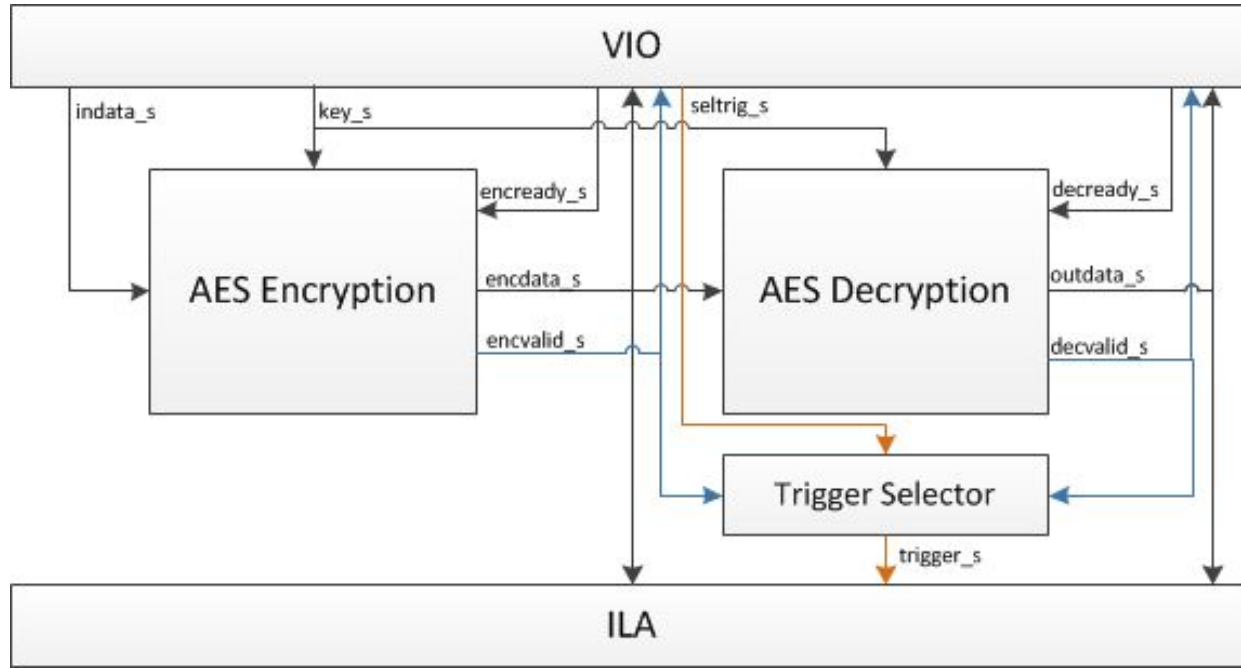 VIO
indata_s
key_s
seltrig_s
encready_s
decready_s
AES Encryption
encdata_s
AES Decryption
outdata_s
encvalid_s
decvalid_s
Trigger Selector
trigger_s
ILA